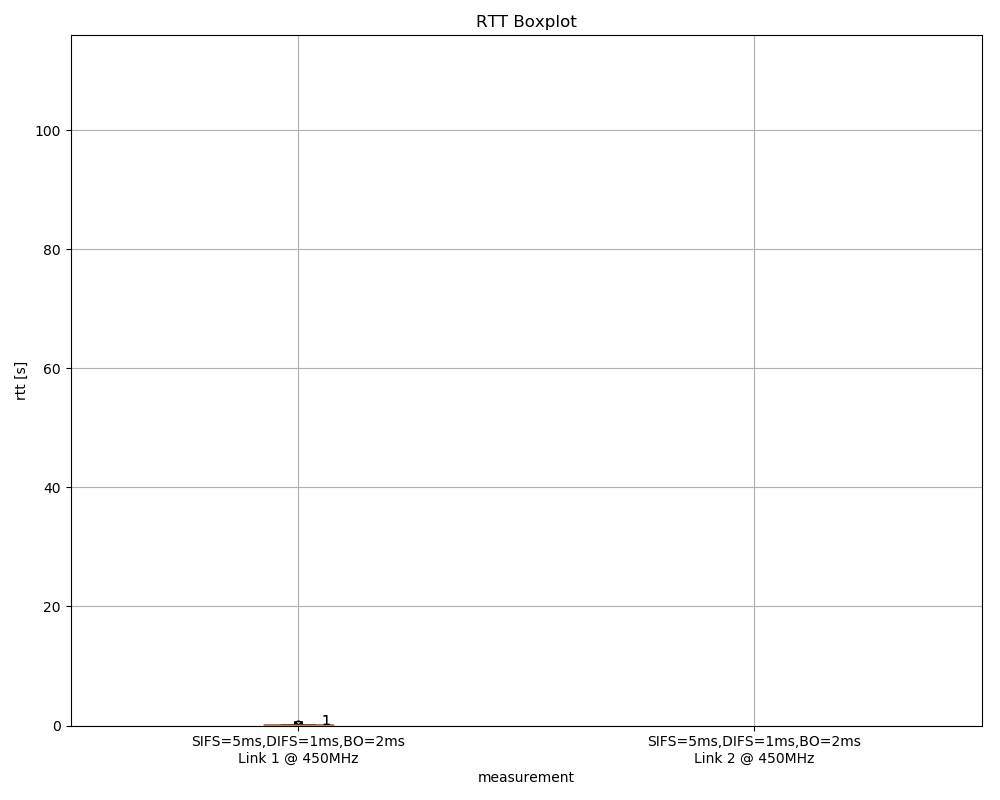 RTT Boxplot
100
80
60
40
20
0
rtt [s]
1
SIFS=5ms,DIFS=1ms,BO=2ms
Link 1 @ 450MHz
SIFS=5ms,DIFS=1ms,BO=2ms
Link 2 @ 450MHz
measurement